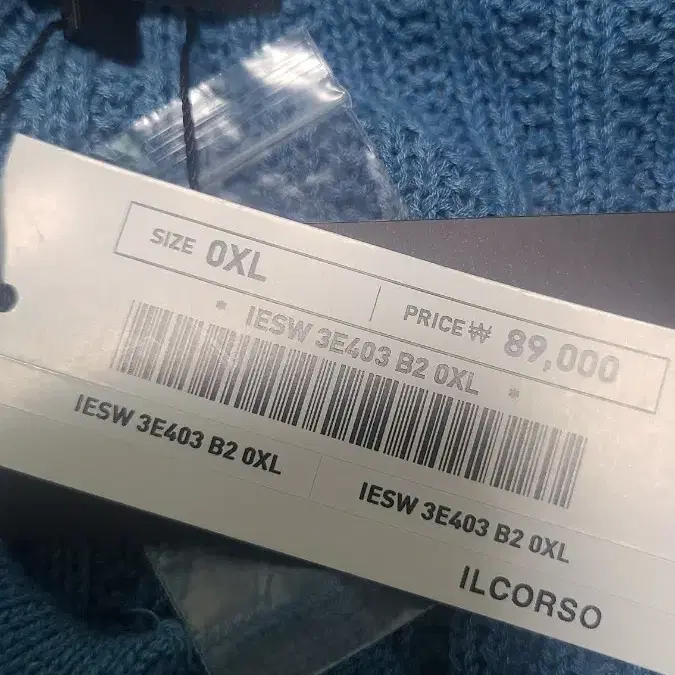 SIZE 0XL
PRICE ₩ 89,000
* IESW 3E403 B2 0XL *
IESW 3E403 B2 0XL
IESW 3E403 B2 0XL
ILCORSO